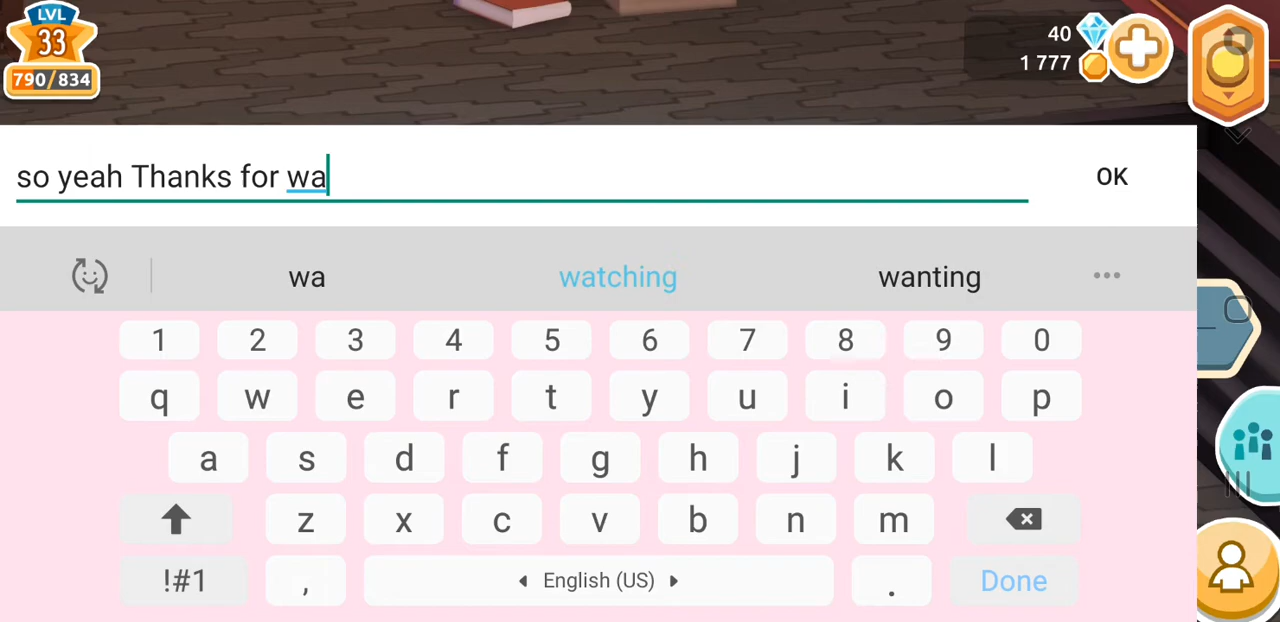 LVL
33
790/834
40
1 777
so yeah Thanks for wa
OK
wa watching wanting
1 2 3 4 5 6 7 8 9 0
q w e r t y u i o p
a s d f g h j k l
z x c v b n m
!#1 , English (US) . Done